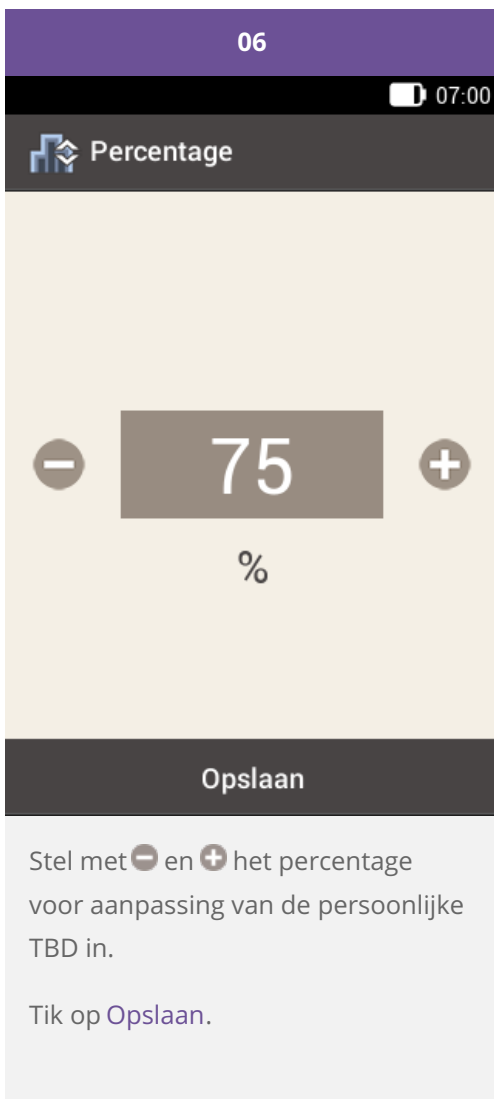 06
07:00
Percentage
75
%
Opslaan
Stel met en het percentage
voor aanpassing van de persoonlijke
TBD in.
Tik op Opslaan.